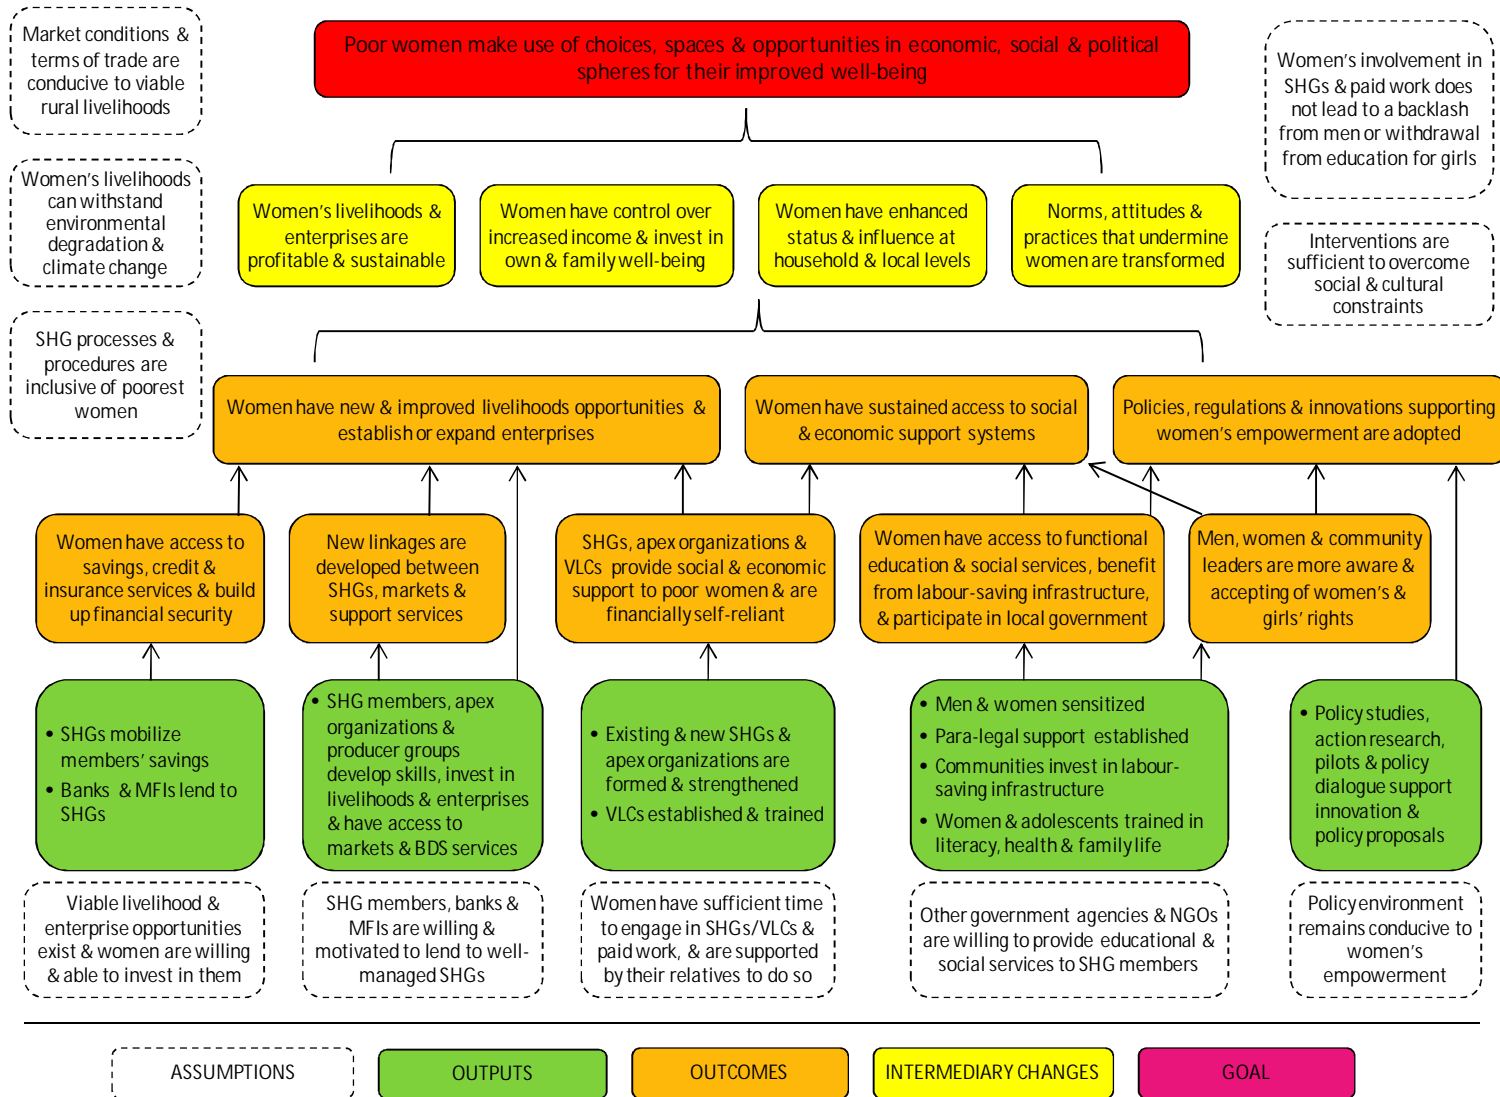 Market conditions &
terms of trade are
conducive to viable
rural livelihoods
Poor women make use of choices, spaces & opportunities in economic, social & political
spheres for their improved well-being
Women's involvement in
SHGs & paid work does
not lead to a backlash
from men or withdrawal
from education for girls
Women's livelihoods
can withstand
environmental
degradation &
climate change
Women's livelihoods &
enterprises are
profitable & sustainable
Women have control over
increased income & invest in
own & family well-being
Women have enhanced
status & influence at
household & local levels
Norms, attitudes &
practices that undermine
women are transformed
Interventions are
sufficient to overcome
social & cultural
constraints
SHG processes &
procedures are
inclusive of poorest
women
Women have new & improved livelihoods opportunities &
establish or expand enterprises
Women have sustained access to social
& economic support systems
Policies, regulations & innovations supporting
women's empowerment are adopted
Women have access to
savings, credit &
insurance services & build
up financial security
New linkages are
developed between
SHGs, markets &
support services
SHGs, apex organizations &
VLCs provide social & economic
support to poor women & are
financially self-reliant
Women have access to functional
education & social services, benefit
from labour-saving infrastructure,
& participate in local government
Men, women & community
leaders are more aware &
accepting of women's &
girls' rights
• SHGs mobilize
members' savings
• Banks & MFIs lend to
SHGs
• SHG members, apex
organizations &
producer groups
develop skills, invest in
livelihoods & enterprises
& have access to
markets & BDS services
• Existing & new SHGs &
apex organizations are
formed & strengthened
• VLCs established & trained
• Men & women sensitized
• Para-legal support established
• Communities invest in labour-
saving infrastructure
• Women & adolescents trained in
literacy, health & family life
• Policy studies,
action research,
pilots & policy
dialogue support
innovation &
policy proposals
Viable livelihood &
enterprise opportunities
exist & women are willing
& able to invest in them
SHG members, banks &
MFIs are willing &
motivated to lend to well-
managed SHGs
Women have sufficient time
to engage in SHGs/VLCs &
paid work, & are supported
by their relatives to do so
Other government agencies & NGOs
are willing to provide educational &
social services to SHG members
Policy environment
remains conducive to
women's
empowerment
ASSUMPTIONS
OUTPUTS
OUTCOMES
INTERMEDIARY CHANGES
GOAL